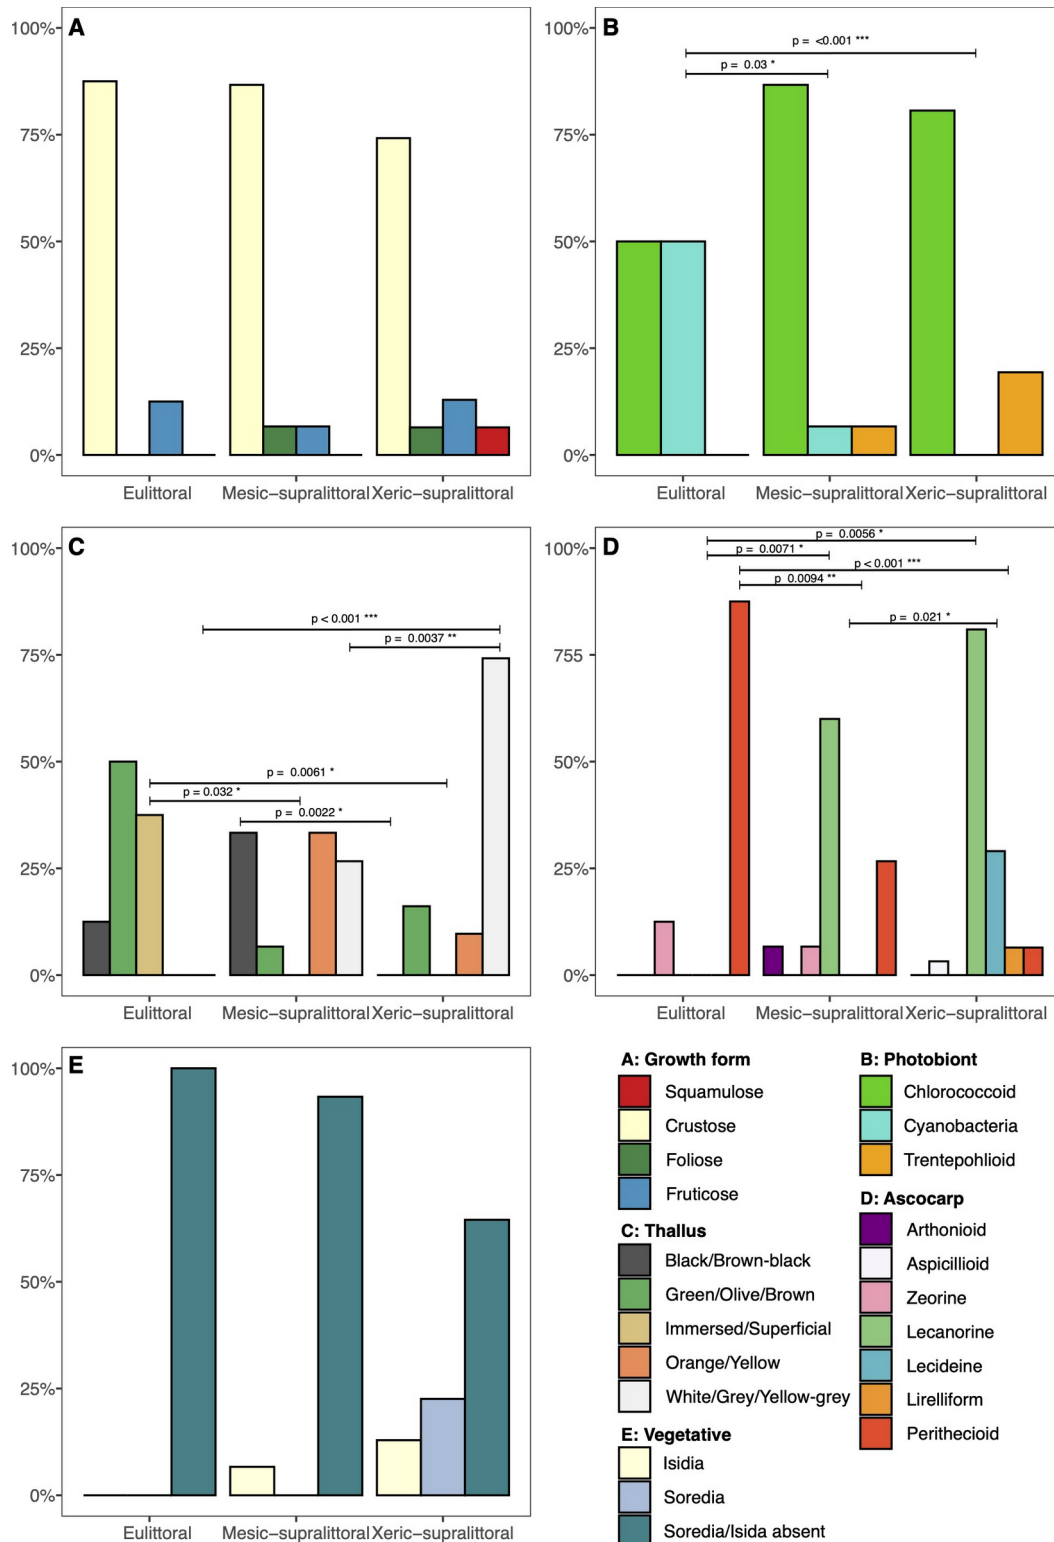 A
100%
75%
50%
25%
0%
Eulittoral
Mesic−supralittoral
Xeric−supralittoral
B
100%
75%
50%
25%
0%
p = <0.001 ***
p = 0.03 *
Eulittoral
Mesic−supralittoral
Xeric−supralittoral
C
100%
75%
50%
25%
0%
p < 0.001 ***
p = 0.0037 **
p = 0.0061 *
p = 0.032 *
p = 0.0022 *
Eulittoral
Mesic−supralittoral
Xeric−supralittoral
D
100%
755
50%
25%
0%
p = 0.0056 *
p = 0.0071 *
p < 0.001 ***
p 0.0094 **
p = 0.021 *
Eulittoral
Mesic−supralittoral
Xeric−supralittoral
E
100%
75%
50%
25%
0%
Eulittoral
Mesic−supralittoral
Xeric−supralittoral
A: Growth form
Squamulose
Crustose
Foliose
Fruticose
C: Thallus
Black/Brown-black
Green/Olive/Brown
Immersed/Superficial
Orange/Yellow
White/Grey/Yellow-grey
E: Vegetative
Isidia
Soredia
Soredia/Isida absent
B: Photobiont
Chlorococcoid
Cyanobacteria
Trentepohlioid
D: Ascocarp
Arthonioid
Aspicillioid
Zeorine
Lecanorine
Lecideine
Lirelliform
Perithecioid